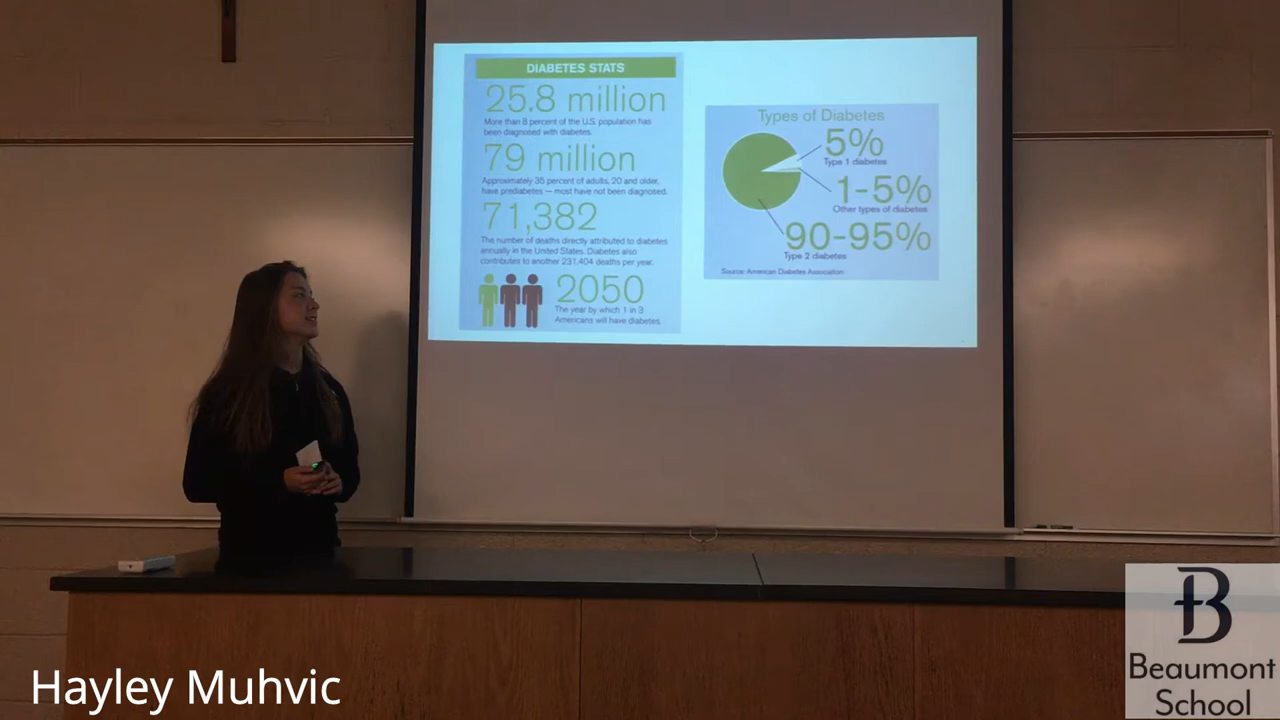 DIABETES STATS
25.8 million
More than 8 percent of the U.S. population has
been diagnosed with diabetes.
79 million
Approximately 35 percent of adults, 20 and older,
have prediabetes — most have not been diagnosed.
71,382
The number of deaths directly attributed to diabetes
annually in the United States. Diabetes also
contributes to another 231,404 deaths per year.
2050
The year by which 1 in 3
Americans will have diabetes.
Types of Diabetes
5%
Type 1 diabetes
1-5%
Other types of diabetes
90-95%
Type 2 diabetes
Source: American Diabetes Association
Hayley Muhvic
B
Beaumont
School